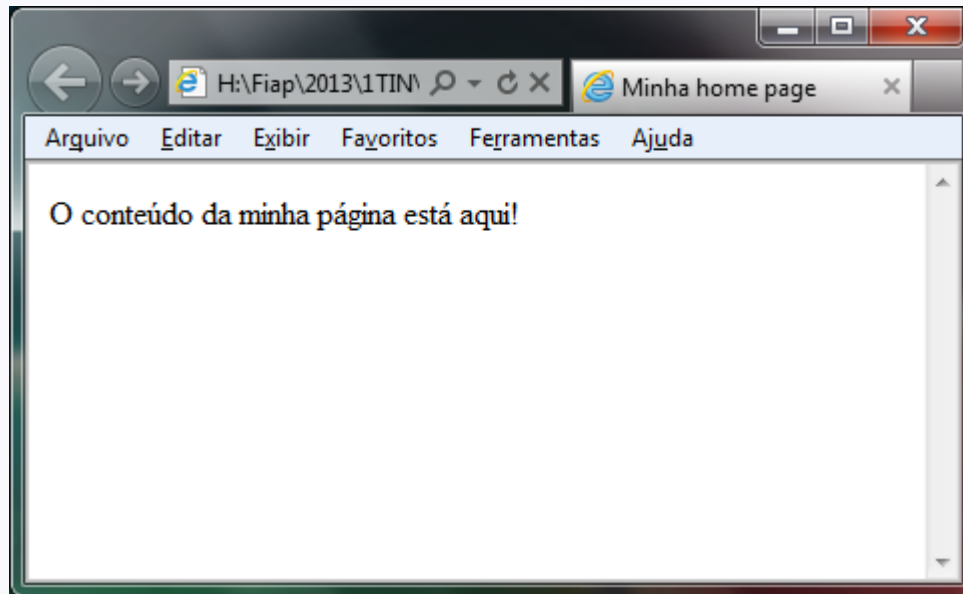 H:\Fiap\2013\1TIN\
Minha home page
Arquivo Editar Exibir Favoritos Ferramentas Ajuda
O conteúdo da minha página está aqui!